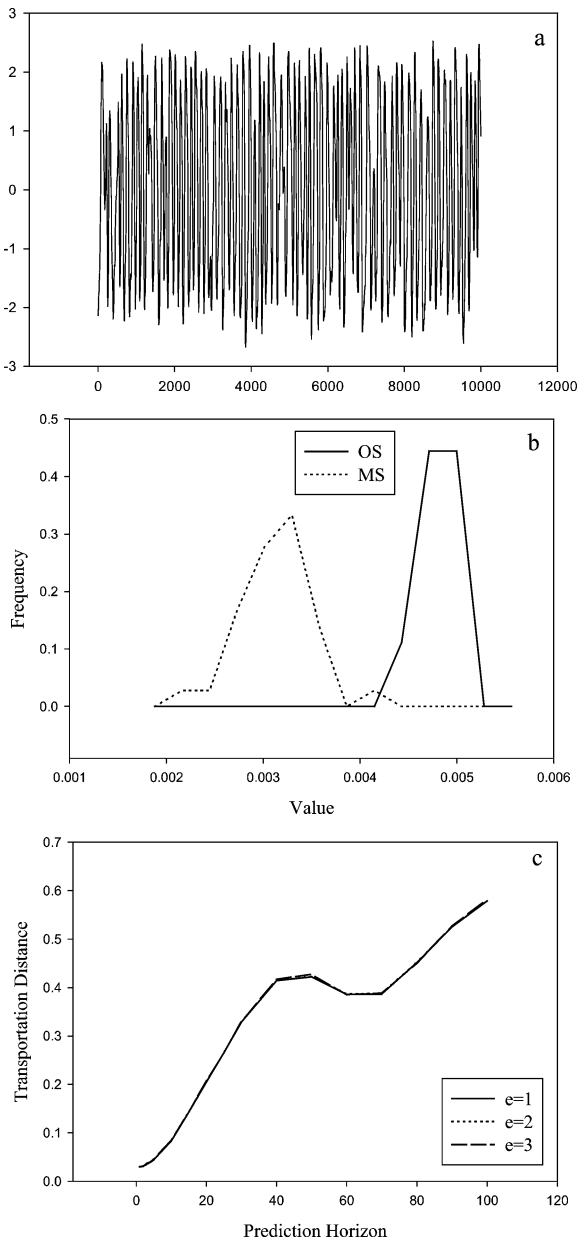 3
a
2
1
0
-1
-2
-3
0 2000 4000 6000 8000 10000 12000
0.5
b
OS
MS
0.4
0.3
0.2
0.1
0.0
Frequency
0.001 0.002 0.003 0.004 0.005 0.006
Value
0.7
c
0.6
0.5
0.4
0.3
0.2
0.1
0.0
Transportation Distance
e=1
e=2
e=3
0 20 40 60 80 100 120
Prediction Horizon